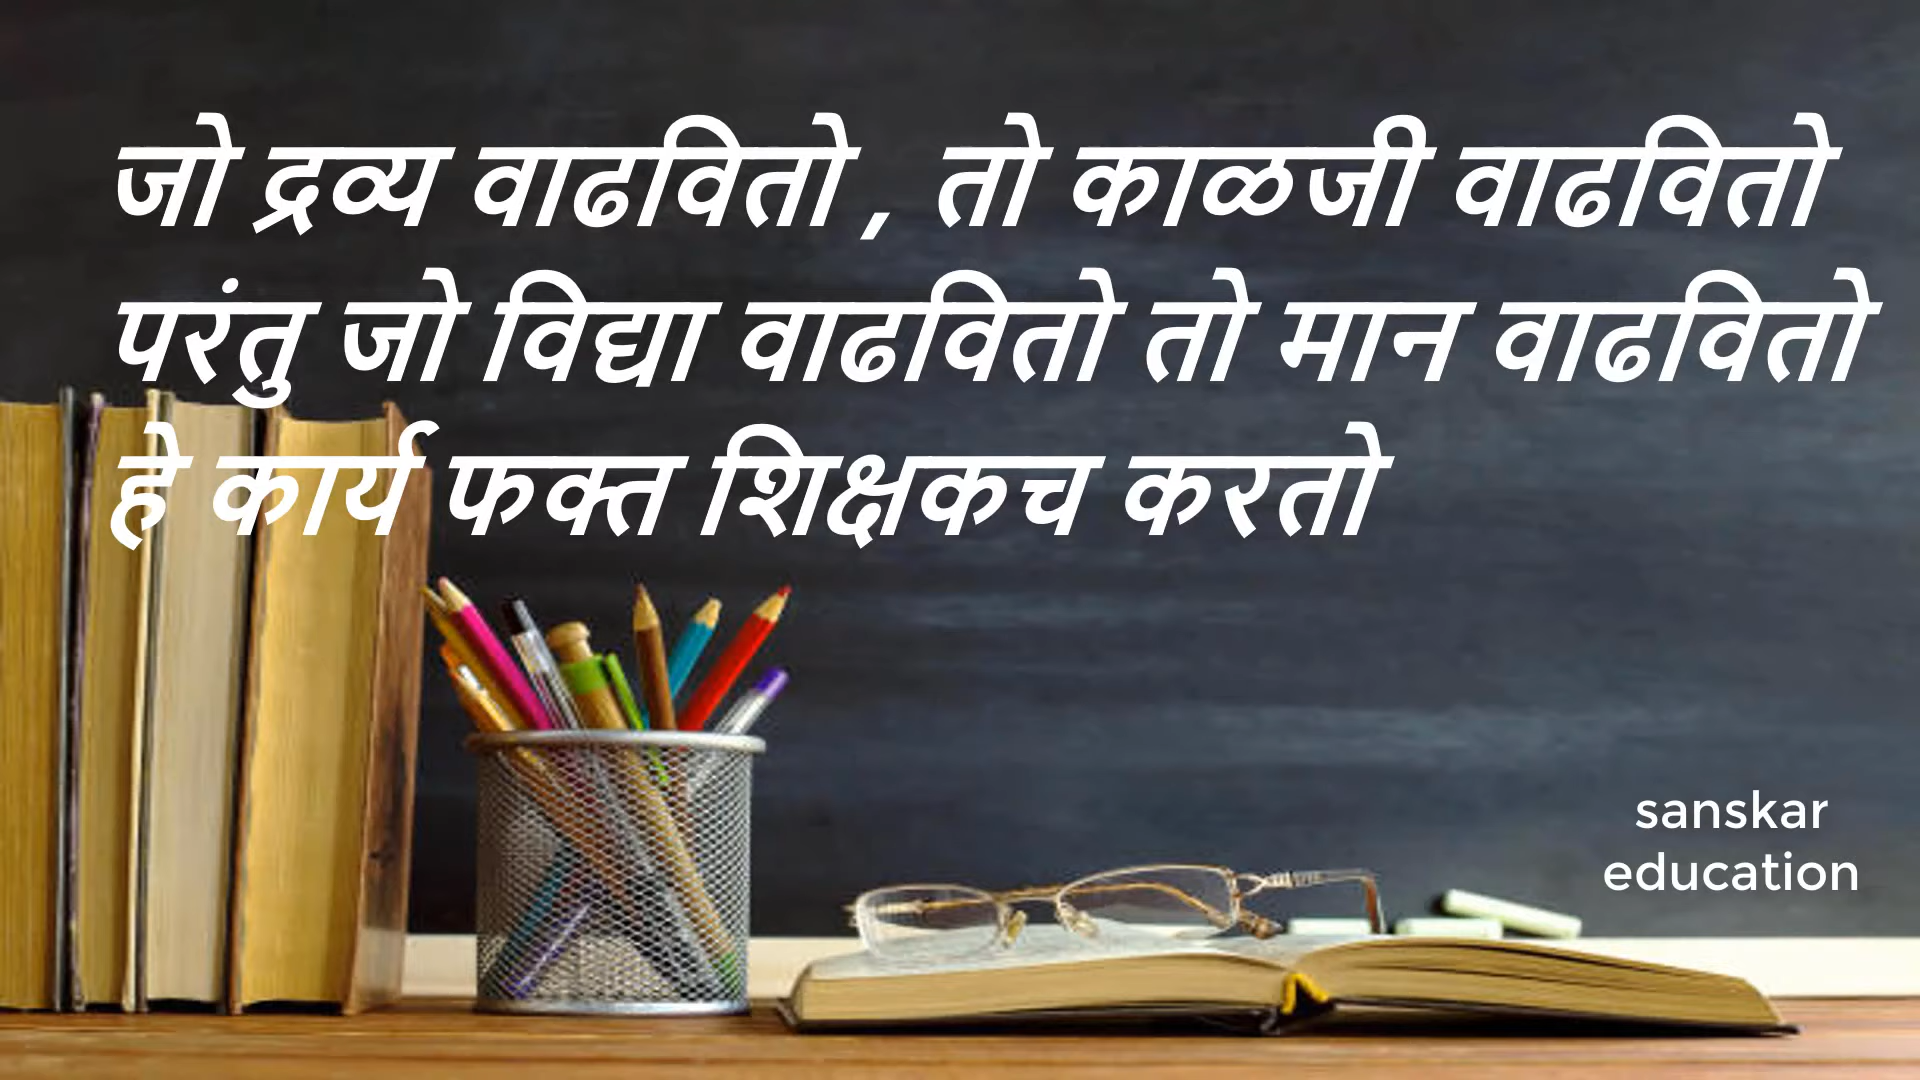 जो द्रव्य वाढवितो , तो काळजी वाढवितो
परंतु जो विद्या वाढवितो तो मान वाढवितो
हे कार्य फक्त शिक्षकच करतो
sanskar
education